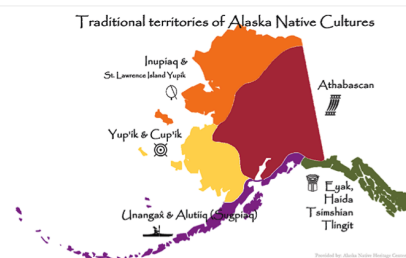 Traditional territories of Alaska Native Cultures
Inupiaq &
St. Lawrence Island Yupik
Athabascan
Yup'ik & Cup'ik
Eyak,
Haida
Tsimshian
Tlingit
Unangax̂ & Alutiiq (Sugpiaq)
Provided by: Alaska Native Heritage Center